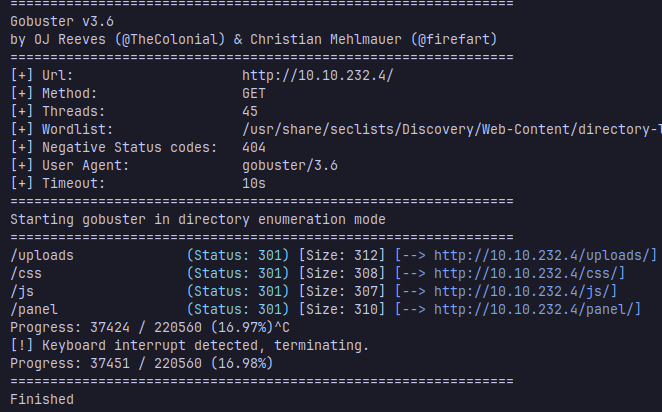 ===============================================================
Gobuster v3.6
by OJ Reeves (@TheColonial) & Christian Mehlmauer (@firefart)
===============================================================
[+] Url:                     http://10.10.232.4/
[+] Method:                  GET
[+] Threads:                 45
[+] Wordlist:                /usr/share/seclists/Discovery/Web-Content/directory-
[+] Negative Status codes:   404
[+] User Agent:              gobuster/3.6
[+] Timeout:                 10s
===============================================================
Starting gobuster in directory enumeration mode
===============================================================
/uploads              (Status: 301) [Size: 312] [--> http://10.10.232.4/uploads/]
/css                  (Status: 301) [Size: 308] [--> http://10.10.232.4/css/]
/js                   (Status: 301) [Size: 307] [--> http://10.10.232.4/js/]
/panel                (Status: 301) [Size: 310] [--> http://10.10.232.4/panel/]
Progress: 37424 / 220560 (16.97%)^C
[!] Keyboard interrupt detected, terminating.
Progress: 37451 / 220560 (16.98%)
===============================================================
Finished